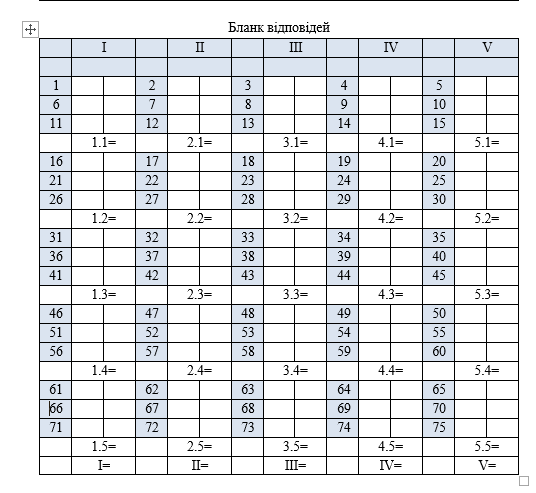 Бланк відповідей
I II III IV V
1 2 3 4 5
6 7 8 9 10
11 12 13 14 15
1.1= 2.1= 3.1= 4.1= 5.1=
16 17 18 19 20
21 22 23 24 25
26 27 28 29 30
1.2= 2.2= 3.2= 4.2= 5.2=
31 32 33 34 35
36 37 38 39 40
41 42 43 44 45
1.3= 2.3= 3.3= 4.3= 5.3=
46 47 48 49 50
51 52 53 54 55
56 57 58 59 60
1.4= 2.4= 3.4= 4.4= 5.4=
61 62 63 64 65
66 67 68 69 70
71 72 73 74 75
1.5= 2.5= 3.5= 4.5= 5.5=
I= II= III= IV= V=